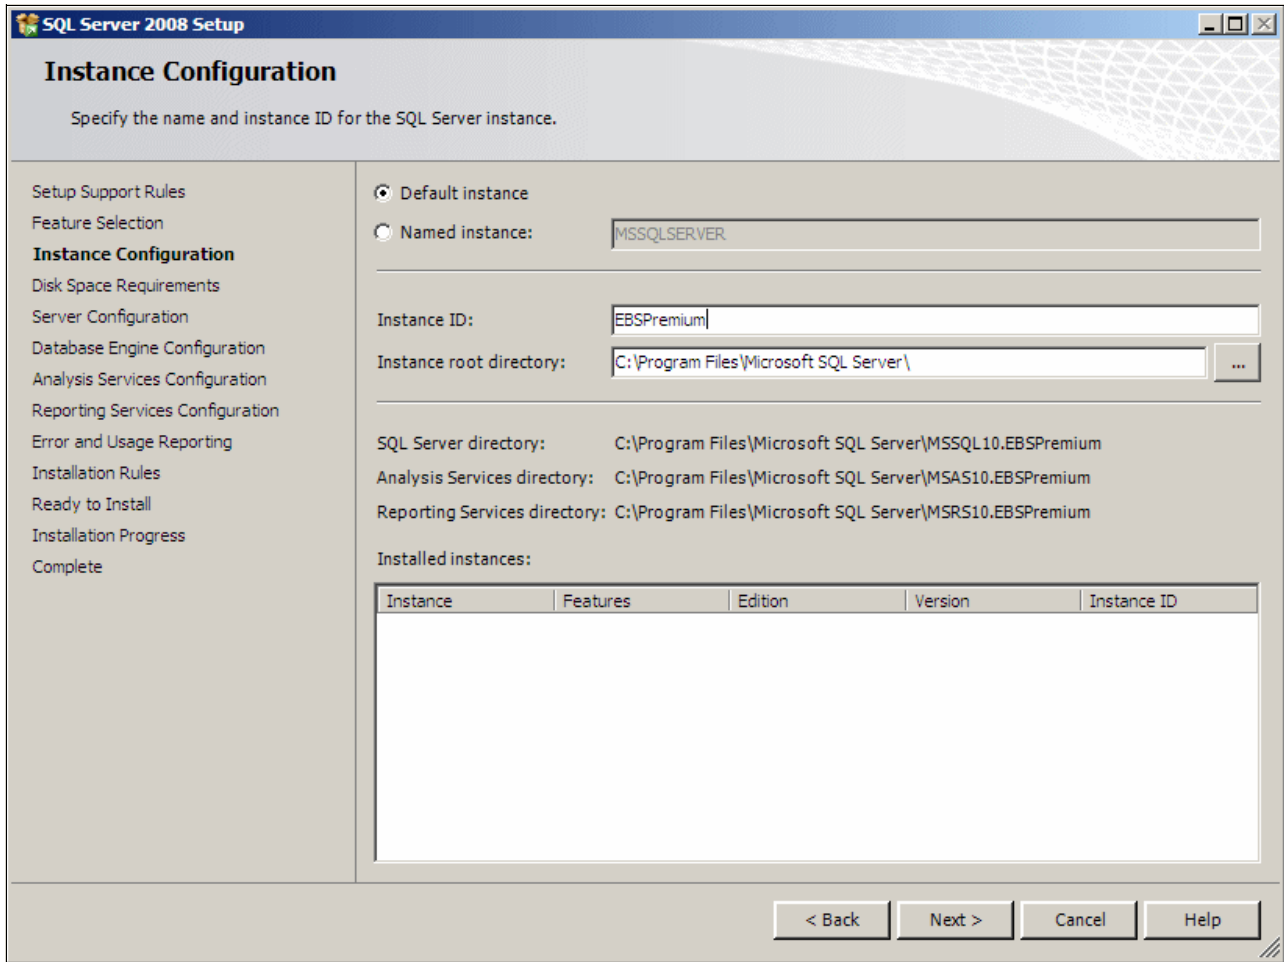 SQL Server 2008 Setup
Instance Configuration
Specify the name and instance ID for the SQL Server instance.
Setup Support Rules
Feature Selection
Instance Configuration
Disk Space Requirements
Server Configuration
Database Engine Configuration
Analysis Services Configuration
Reporting Services Configuration
Error and Usage Reporting
Installation Rules
Ready to Install
Installation Progress
Complete
Default instance
Named instance: MSSQLSERVER
Instance ID: EBSPremium
Instance root directory: C:\Program Files\Microsoft SQL Server\ ...
SQL Server directory: C:\Program Files\Microsoft SQL Server\MSSQL10.EBSPremium
Analysis Services directory: C:\Program Files\Microsoft SQL Server\MSAS10.EBSPremium
Reporting Services directory: C:\Program Files\Microsoft SQL Server\MSRS10.EBSPremium
Installed instances:
Instance Features Edition Version Instance ID
< Back Next > Cancel Help